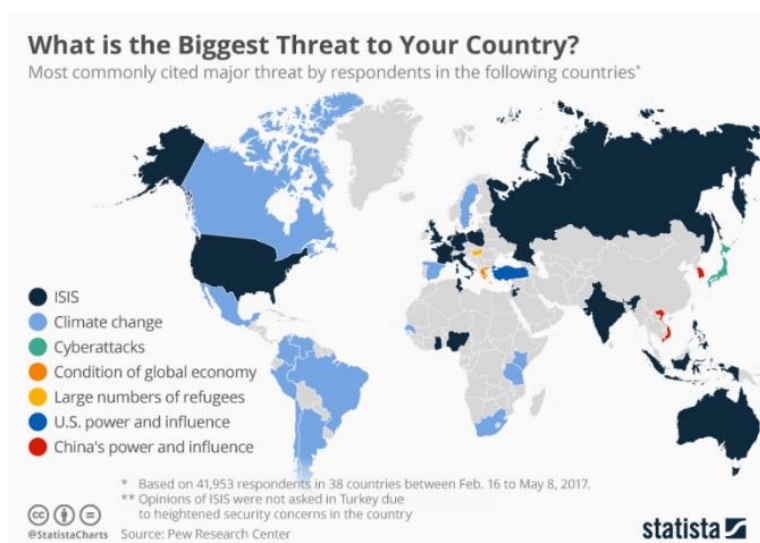 What is the Biggest Threat to Your Country?
Most commonly cited major threat by respondents in the following countries*
ISIS
Climate change
Cyberattacks
Condition of global economy
Large numbers of refugees
U.S. power and influence
China's power and influence
* Based on 41,953 respondents in 38 countries between Feb. 16 to May 8, 2017.
** Opinions of ISIS were not asked in Turkey due
to heightened security concerns in the country
@StatistaCharts Source: Pew Research Center
statista